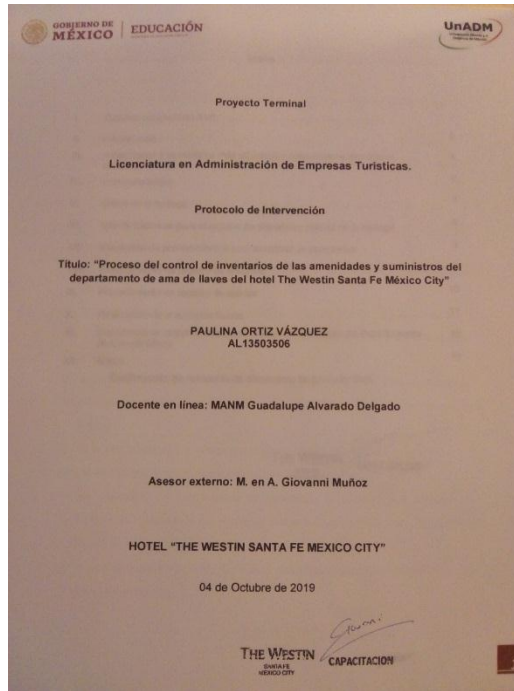 GOBIERNO DE
MÉXICO
EDUCACIÓN
UnADM
Proyecto Terminal
Licenciatura en Administración de Empresas Turísticas.
Protocolo de Intervención
Título: “Proceso del control de inventarios de las amenidades y suministros del
departamento de ama de llaves del hotel The Westin Santa Fe México City”
PAULINA ORTIZ VÁZQUEZ
AL13503506
Docente en línea: MANM Guadalupe Alvarado Delgado
Asesor externo: M. en A. Giovanni Muñoz
HOTEL “THE WESTIN SANTA FE MEXICO CITY”
04 de Octubre de 2019
Giovanni
THE WESTIN
SANTA FE
MEXICO CITY
CAPACITACION